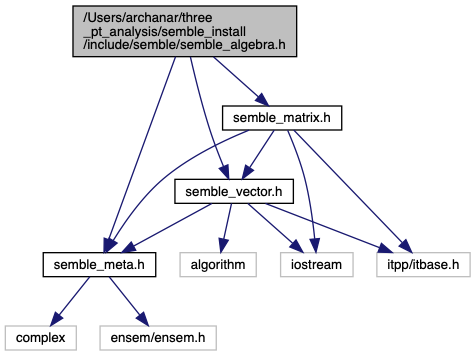 /Users/archanar/three
_pt_analysis/semble_install
/include/semble/semble_algebra.h
semble_matrix.h
semble_vector.h
semble_meta.h
algorithm
iostream
itpp/itbase.h
complex
ensem/ensem.h